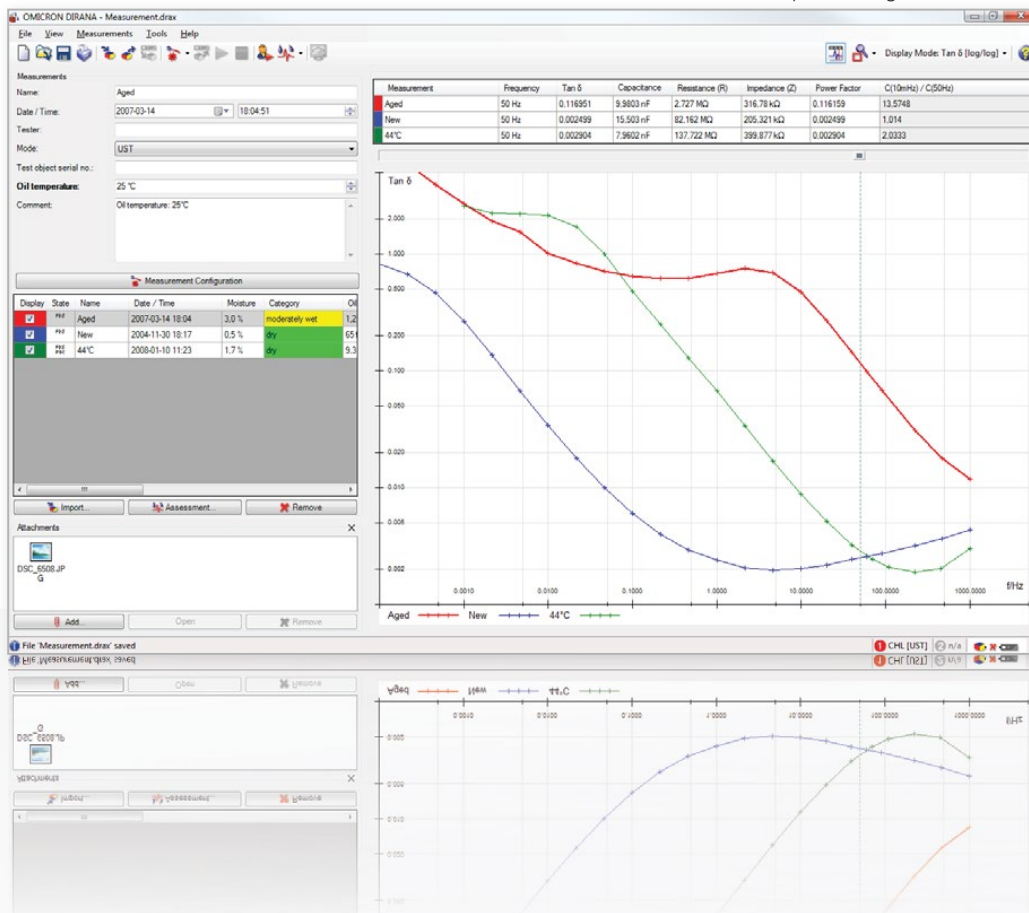 OMICRON DIRANA - Measurement.drax
File View Measurements Tools Help
Display Mode: Tan δ [log/log]
Measurements
Name: Aged
Date / Time: 2007-03-14 18:04:51
Tester:
Mode: UST
Test object serial no.:
Oil temperature: 25 °C
Comment: Oil temperature: 25°C
Measurement Configuration
Display State Name Date / Time Moisture Category Oil
Aged 2007-03-14 18:04 3,0 % moderately wet 1,2
New 2004-11-30 18:17 0,5 % dry 65
44°C 2008-01-10 11:23 1,7 % dry 9,3
Import... Assessment... Remove
Attachments
DSC_6508.JP
G
Add... Open Remove
Measurement Frequency Tan δ Capacitance Resistance (R) Impedance (Z) Power Factor C(10mHz) / C(50Hz)
Aged 50 Hz 0.116951 9.9803 nF 2.727 MΩ 316.78 kΩ 0.116159 13.5748
New 50 Hz 0.002499 15.503 nF 82.162 MΩ 205.321 kΩ 0.002499 1.014
44°C 50 Hz 0.002904 7.9602 nF 137.722 MΩ 399.877 kΩ 0.002904 2.0333
Tan δ
2.000
1.000
0.500
0.200
0.100
0.050
0.020
0.010
0.005
0.002
0.0010 0.0100 0.1000 1.0000 10.0000 100.0000 1000.0000 f/Hz
Aged New 44°C
File 'Measurement.drax' saved
CHL [UST] n/a